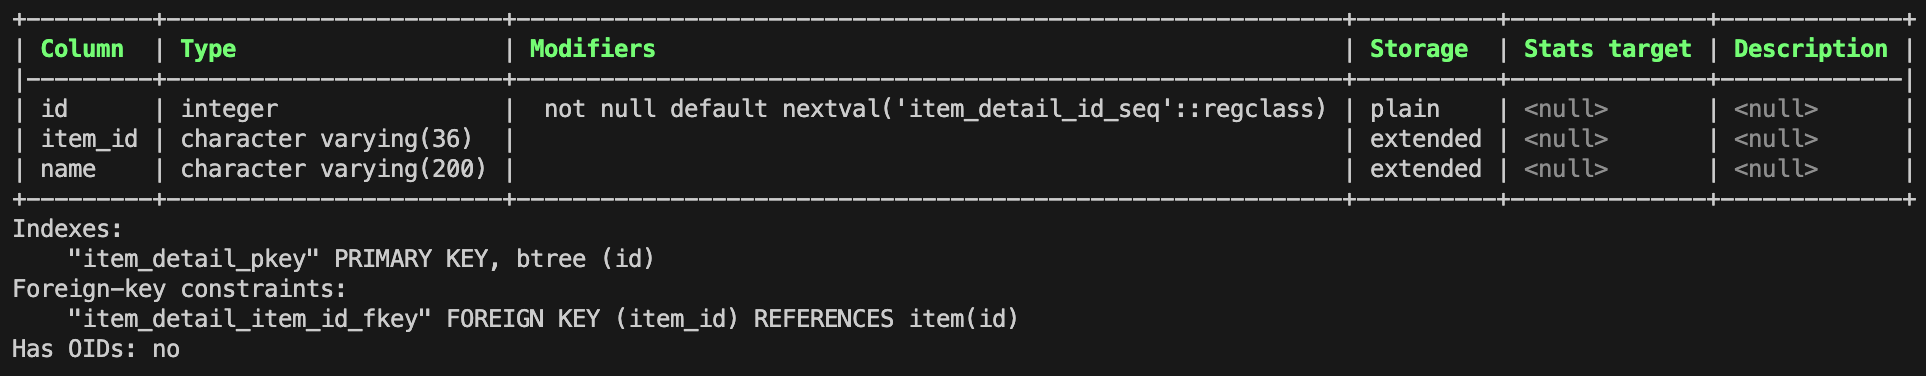 +---------+------------------------+-----------------------------------------------------------+----------+--------------+-------------+
| Column  | Type                   | Modifiers                                                 | Storage  | Stats target | Description |
|---------+------------------------+-----------------------------------------------------------+----------+--------------+-------------|
| id      | integer                |  not null default nextval('item_detail_id_seq'::regclass) | plain    | <null>       | <null>      |
| item_id | character varying(36)  |                                                           | extended | <null>       | <null>      |
| name    | character varying(200) |                                                           | extended | <null>       | <null>      |
+---------+------------------------+-----------------------------------------------------------+----------+--------------+-------------+
Indexes:
    "item_detail_pkey" PRIMARY KEY, btree (id)
Foreign-key constraints:
    "item_detail_item_id_fkey" FOREIGN KEY (item_id) REFERENCES item(id)
Has OIDs: no